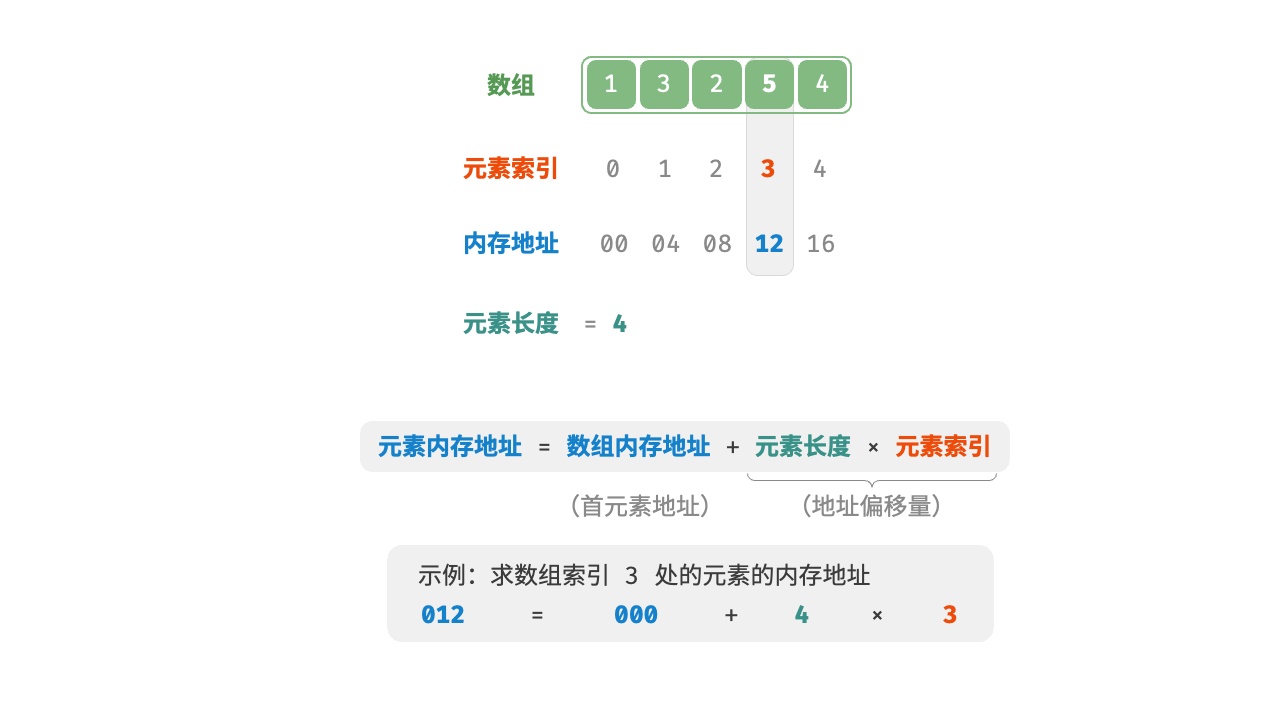 数组 1 3 2 5 4
元素索引 0 1 2 3 4
内存地址 00 04 08 12 16
元素长度 = 4
元素内存地址 = 数组内存地址 + 元素长度 × 元素索引
（首元素地址） （地址偏移量）
示例：求数组索引 3 处的元素的内存地址
012 = 000 + 4 × 3